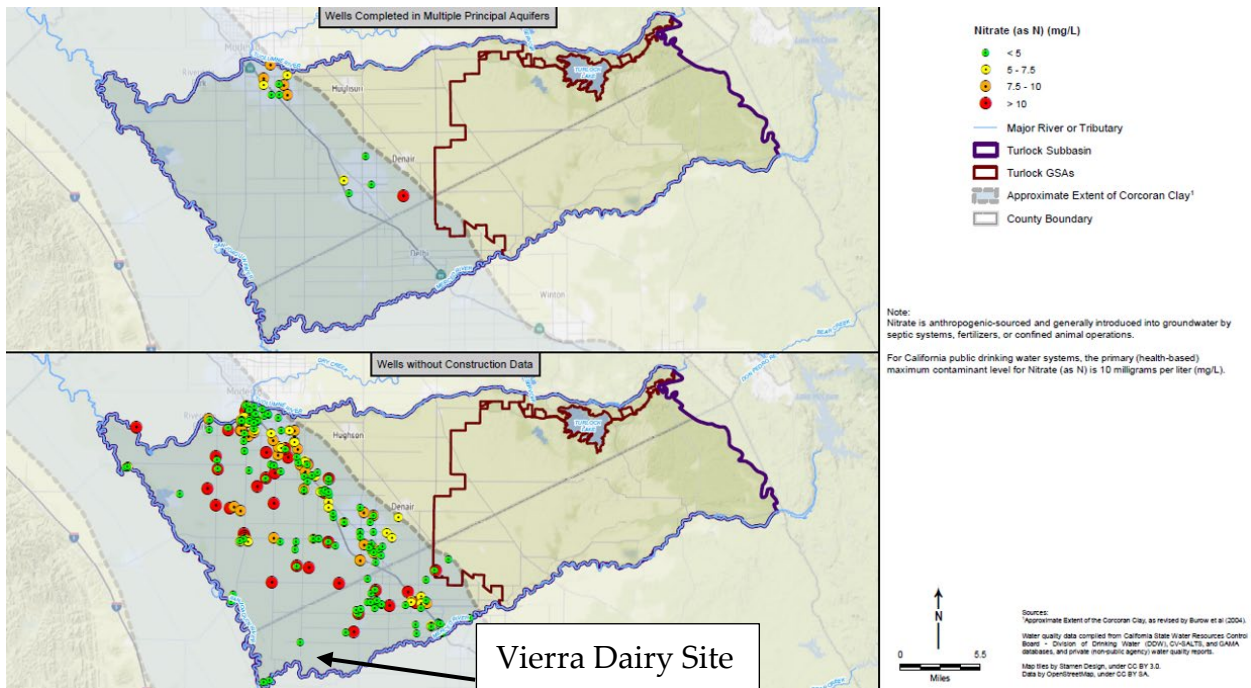 Wells Completed in Multiple Principal Aquifers
Hughson
Denair
Delhi
Winton
TURLOCK
LAKE
MERCED RIVER
BEAR CREEK
Wells without Construction Data
DRY CREEK
Hughson
Denair
TURLOCK
LAKE
Vierra Dairy Site
Nitrate (as N) (mg/L)
< 5
5 - 7.5
7.5 - 10
> 10
Major River or Tributary
Turlock Subbasin
Turlock GSAs
Approximate Extent of Corcoran Clay¹
County Boundary
Note:
Nitrate is anthropogenic-sourced and generally introduced into groundwater by
septic systems, fertilizers, or confined animal operations.
For California public drinking water systems, the primary (health-based)
maximum contaminant level for Nitrate (as N) is 10 milligrams per liter (mg/L).
N
0 5.5
Miles
Sources:
¹Approximate Extent of the Corcoran Clay, as revised by Burow et al (2004).
Water quality data compiled from California State Water Resources Control
Board - Division of Drinking Water (DDW), CV-SALTS, and GAMA
databases, and private (non-public agency) water quality reports.
Map tiles by Stamen Design, under CC BY 3.0.
Data by OpenStreetMap, under CC BY SA.